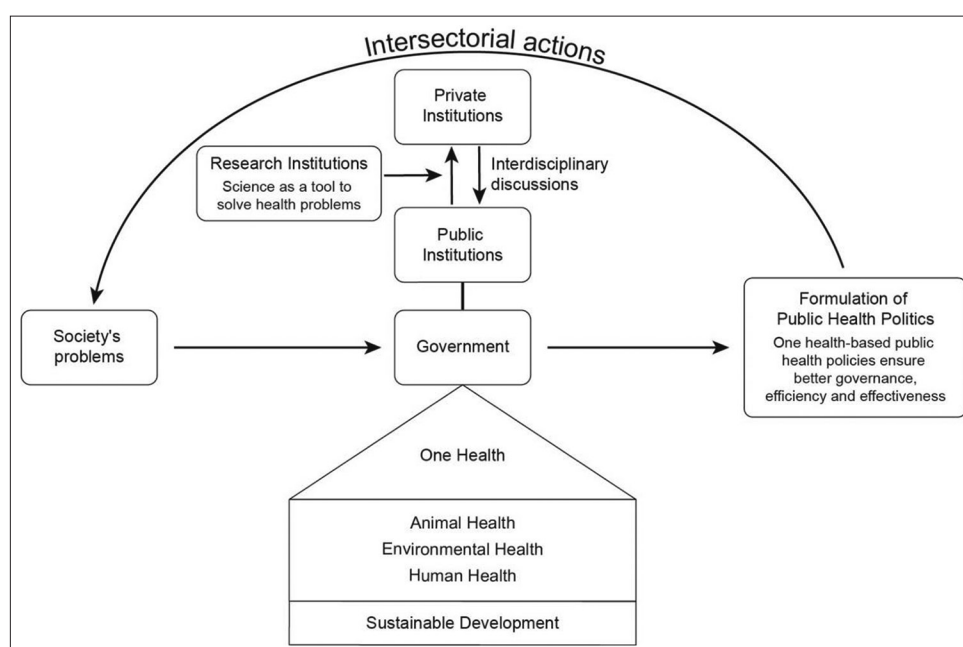 Intersectorial actions
Private
Institutions
Research Institutions
Science as a tool to
solve health problems
Interdisciplinary
discussions
Public
Institutions
Society's
problems
Government
Formulation of
Public Health Politics
One health-based public
health policies ensure
better governance,
efficiency and effectiveness
One Health
Animal Health
Environmental Health
Human Health
Sustainable Development